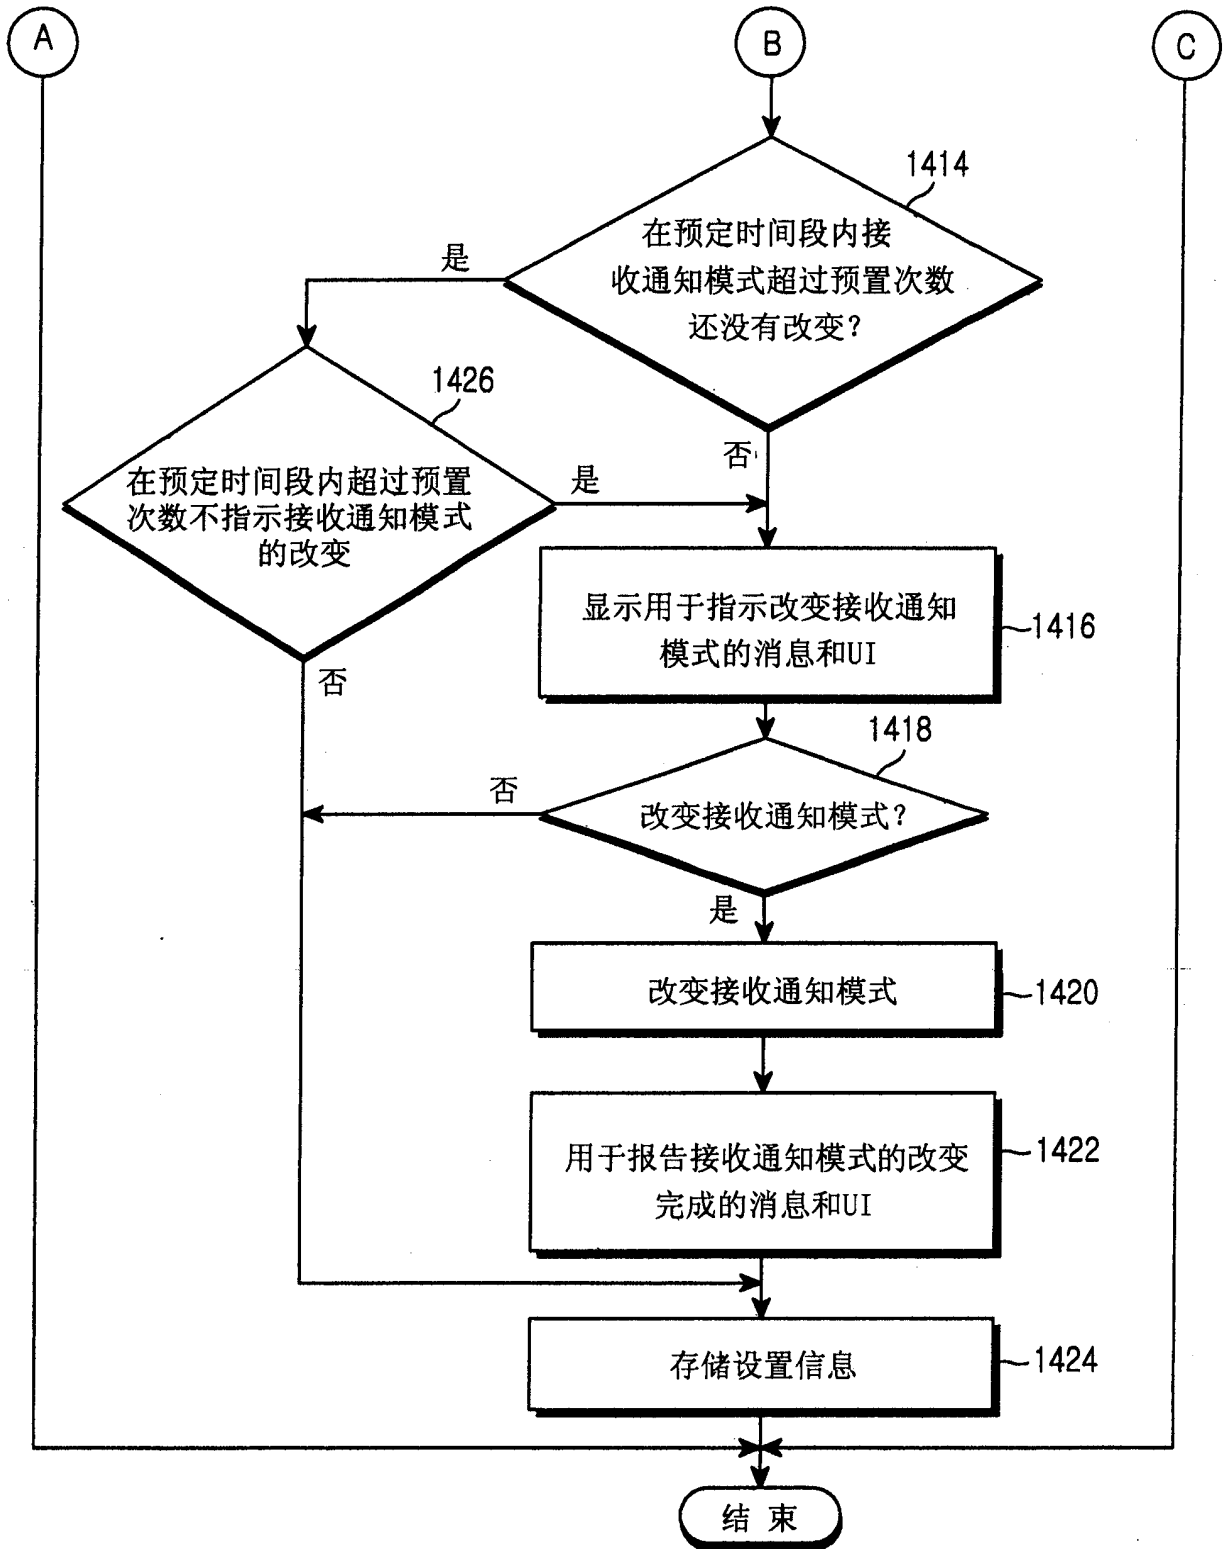 A
B
C
1414
在预定时间段内接
收通知模式超过预置次数
还没有改变?
是
否
1426
在预定时间段内超过预置
次数不指示接收通知模式
的改变
是
否
显示用于指示改变接收通知
模式的消息和UI
1416
1418
改变接收通知模式?
否
是
改变接收通知模式
1420
用于报告接收通知模式的改变
完成的消息和UI
1422
存储设置信息
1424
结 束